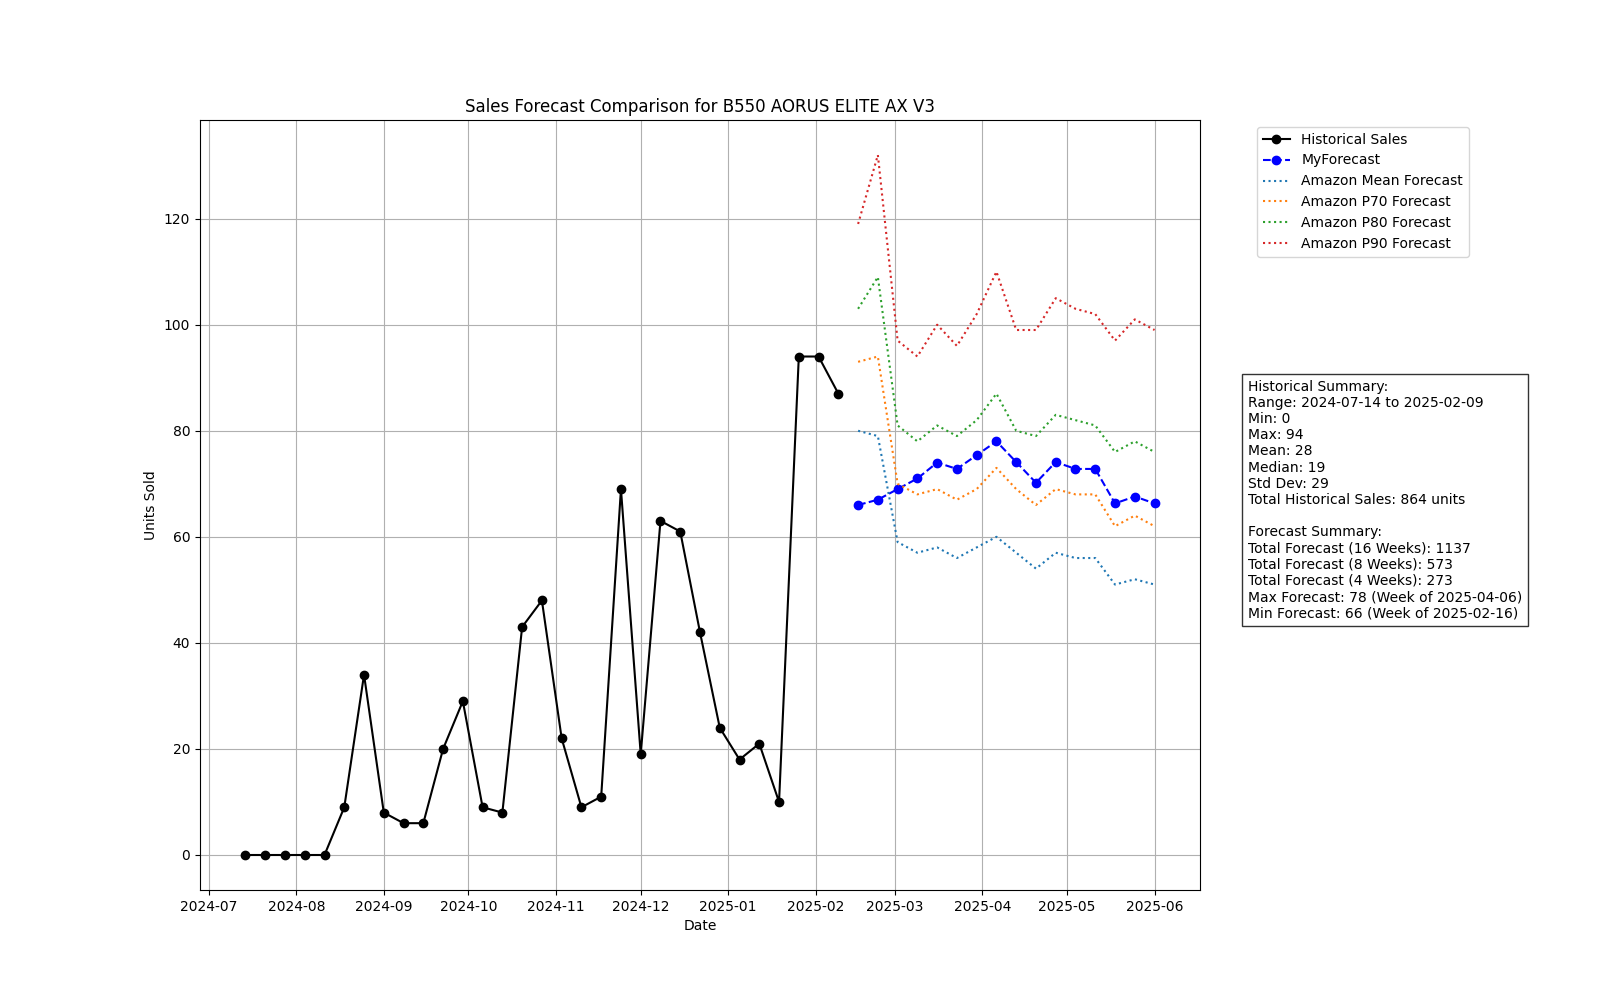 Sales Forecast Comparison for B550 AORUS ELITE AX V3
Historical Sales
MyForecast
Amazon Mean Forecast
Amazon P70 Forecast
Amazon P80 Forecast
Amazon P90 Forecast
Units Sold
120
100
80
60
40
20
0
2024-07
2024-08
2024-09
2024-10
2024-11
2024-12
2025-01
2025-02
2025-03
2025-04
2025-05
2025-06
Date
Historical Summary:
Range: 2024-07-14 to 2025-02-09
Min: 0
Max: 94
Mean: 28
Median: 19
Std Dev: 29
Total Historical Sales: 864 units
Forecast Summary:
Total Forecast (16 Weeks): 1137
Total Forecast (8 Weeks): 573
Total Forecast (4 Weeks): 273
Max Forecast: 78 (Week of 2025-04-06)
Min Forecast: 66 (Week of 2025-02-16)